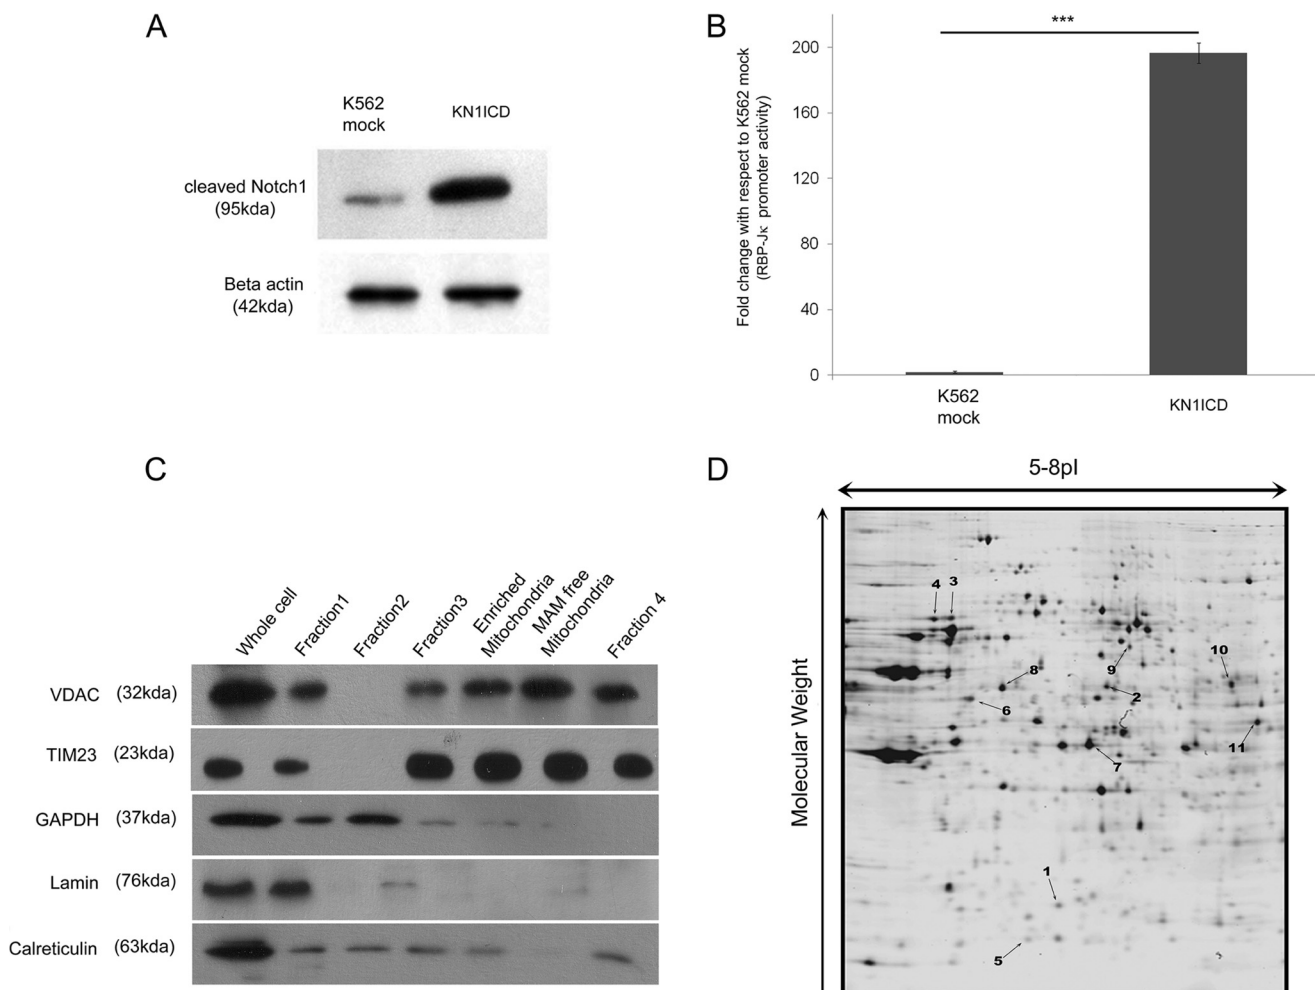 A
K562
mock
KN1ICD
cleaved Notch1
(95kda)
Beta actin
(42kda)
B
***
Fold change with respect to K562 mock
(RBP-Jκ promoter activity)
200
160
120
80
40
0
K562
mock
KN1ICD
C
Whole cell
Fraction1
Fraction2
Fraction3
Enriched
Mitochondria
MAM free
Mitochondria
Fraction 4
VDAC (32kda)
TIM23 (23kda)
GAPDH (37kda)
Lamin (76kda)
Calreticulin (63kda)
D
5-8pI
Molecular Weight
4 3
10
8 9
2
6
11
7
1
5